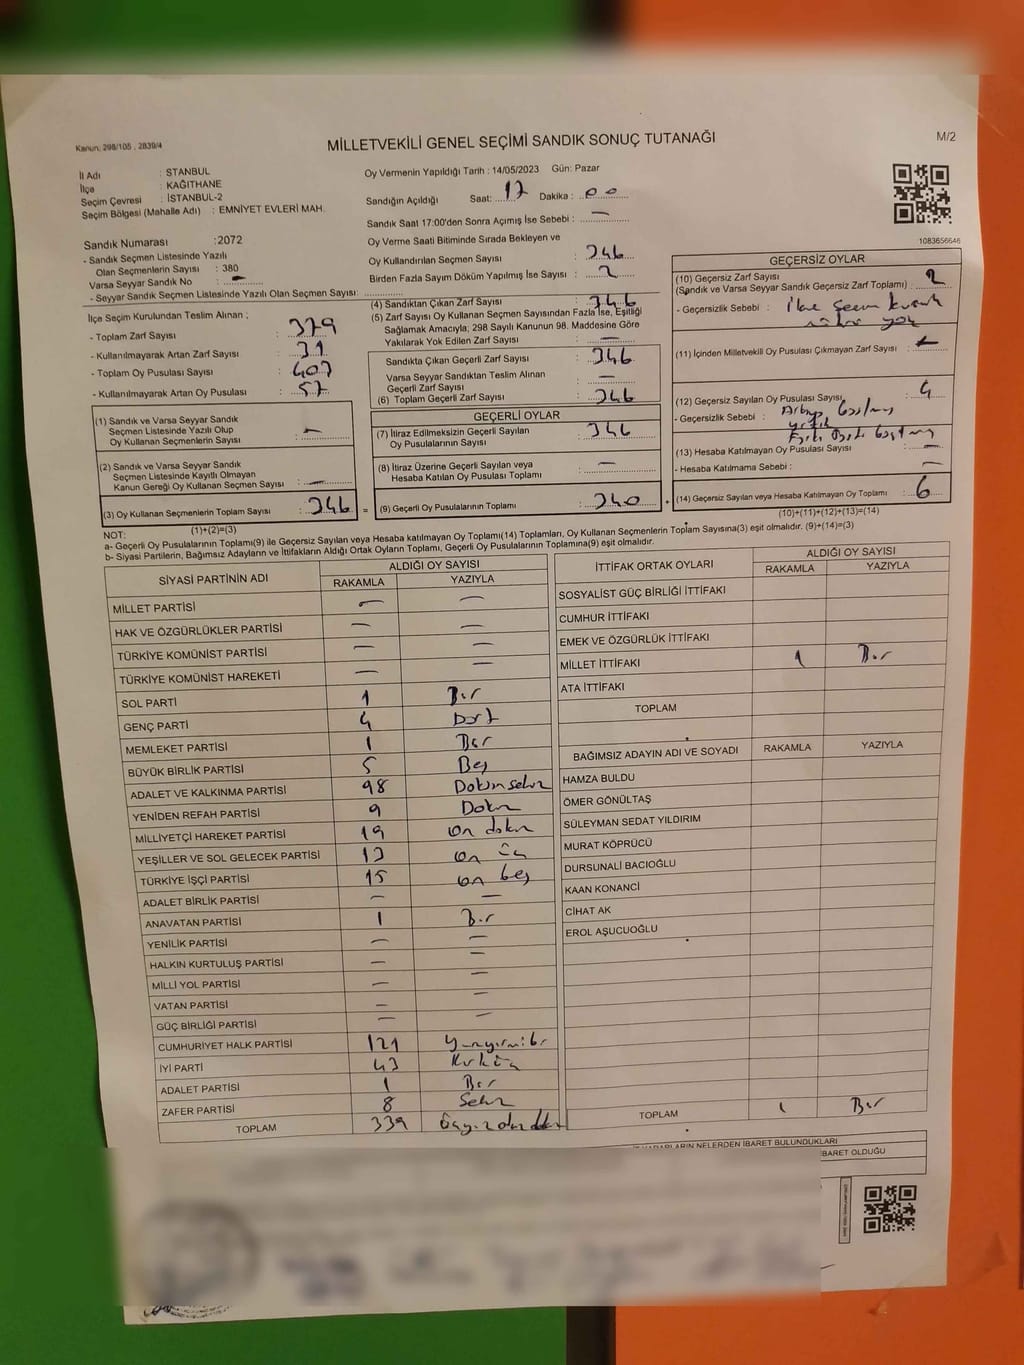 Kanun: 298/105 , 2839/4
MİLLETVEKİLİ GENEL SEÇİMİ SANDIK SONUÇ TUTANAĞI
M/2
İl Adı : İSTANBUL
İlçe : KAĞITHANE
Seçim Çevresi : İSTANBUL-2
Seçim Bölgesi (Mahalle Adı) : EMNİYET EVLERİ MAH.
Oy Vermenin Yapıldığı Tarih : 14/05/2023 Gün: Pazar
Sandığın Açıldığı Saat: 17 Dakika : 00
Sandık Saat 17:00'den Sonra Açımış İse Sebebi : —
Sandık Numarası :2072
- Sandık Seçmen Listesinde Yazılı
Olan Seçmenlerin Sayısı : 380
Varsa Seyyar Sandık No : —
- Seyyar Sandık Seçmen Listesinde Yazılı Olan Seçmen Sayısı:
Oy Verme Saati Bitiminde Sırada Bekleyen ve
Oy Kullandırılan Seçmen Sayısı : 346
Birden Fazla Sayım Döküm Yapılmış İse Sayısı : 2
1083656646
İlçe Seçim Kurulundan Teslim Alınan ;
- Toplam Zarf Sayısı : 379
- Kullanılmayarak Artan Zarf Sayısı : 31
- Toplam Oy Pusulası Sayısı : 407
- Kullanılmayarak Artan Oy Pusulası : 57
(1) Sandık ve Varsa Seyyar Sandık
Seçmen Listesinde Yazılı Olup
Oy Kullanan Seçmenlerin Sayısı : —
(2) Sandık ve Varsa Seyyar Sandık
Seçmen Listesinde Kayıtlı Olmayan
Kanun Gereği Oy Kullanan Seçmen Sayısı : —
(3) Oy Kullanan Seçmenlerin Toplam Sayısı : 346
(1)+(2)=(3)
(4) Sandıktan Çıkan Zarf Sayısı : 346
(5) Zarf Sayısı Oy Kullanan Seçmen Sayısından Fazla İse, Eşitliği
Sağlamak Amacıyla; 298 Sayılı Kanunun 98. Maddesine Göre
Yakılarak Yok Edilen Zarf Sayısı : —
Sandıkta Çıkan Geçerli Zarf Sayısı : 346
Varsa Seyyar Sandıktan Teslim Alınan
Geçerli Zarf Sayısı : —
(6) Toplam Geçerli Zarf Sayısı : 346
GEÇERLİ OYLAR
(7) İtiraz Edilmeksizin Geçerli Sayılan
Oy Pusulalarının Sayısı : 346
(8) İtiraz Üzerine Geçerli Sayılan veya
Hesaba Katılan Oy Pusulası Toplamı : —
= (9) Geçerli Oy Pusulalarının Toplamı : 340 +
GEÇERSİZ OYLAR
(10) Geçersiz Zarf Sayısı
(Sandık ve Varsa Seyyar Sandık Geçersiz Zarf Toplamı) : 2
- Geçersizlik Sebebi : İlçe Seçim kurulu
mührü yok
(11) İçinden Milletvekili Oy Pusulası Çıkmayan Zarf Sayısı : —
(12) Geçersiz Sayılan Oy Pusulası Sayısı : 4
- Geçersizlik Sebebi :
(13) Hesaba Katılmayan Oy Pusulası Sayısı : —
- Hesaba Katılmama Sebebi : —
(14) Geçersiz Sayılan veya Hesaba Katılmayan Oy Toplamı : 6
(10)+(11)+(12)+(13)=(14)
NOT:
a- Geçerli Oy Pusulalarının Toplamı(9) ile Geçersiz Sayılan veya Hesaba katılmayan Oy Toplamı(14) Toplamları, Oy Kullanan Seçmenlerin Toplam Sayısına(3) eşit olmalıdır. (9)+(14)=(3)
b- Siyasi Partilerin, Bağımsız Adayların ve İttifakların Aldığı Ortak Oyların Toplamı, Geçerli Oy Pusulalarının Toplamına(9) eşit olmalıdır.
SİYASİ PARTİNİN ADI ALDIĞI OY SAYISI
RAKAMLA YAZIYLA
MİLLET PARTİSİ — —
HAK VE ÖZGÜRLÜKLER PARTİSİ — —
TÜRKİYE KOMÜNİST PARTİSİ — —
TÜRKİYE KOMÜNİST HAREKETİ — —
SOL PARTİ 1 Bir
GENÇ PARTİ 4 Dört
MEMLEKET PARTİSİ 1 Bir
BÜYÜK BİRLİK PARTİSİ 5 Beş
ADALET VE KALKINMA PARTİSİ 98 Doksansekiz
YENİDEN REFAH PARTİSİ 9 Dokuz
MİLLİYETÇİ HAREKET PARTİSİ 19 on dokuz
YEŞİLLER VE SOL GELECEK PARTİSİ 13 on üç
TÜRKİYE İŞÇİ PARTİSİ 15 on beş
ADALET BİRLİK PARTİSİ — —
ANAVATAN PARTİSİ 1 Bir
YENİLİK PARTİSİ — —
HALKIN KURTULUŞ PARTİSİ — —
MİLLİ YOL PARTİSİ — —
VATAN PARTİSİ — —
GÜÇ BİRLİĞİ PARTİSİ — —
CUMHURİYET HALK PARTİSİ 121 Yüzyirmibir
İYİ PARTİ 43 Kırküç
ADALET PARTİSİ 1 Bir
ZAFER PARTİSİ 8 Sekiz
TOPLAM 339 Üçyüzotuzdokuz
İTTİFAK ORTAK OYLARI ALDIĞI OY SAYISI
RAKAMLA YAZIYLA
SOSYALİST GÜÇ BİRLİĞİ İTTİFAKI
CUMHUR İTTİFAKI
EMEK VE ÖZGÜRLÜK İTTİFAKI
MİLLET İTTİFAKI 1 Bir
ATA İTTİFAKI
TOPLAM
BAĞIMSIZ ADAYIN ADI VE SOYADI RAKAMLA YAZIYLA
HAMZA BULDU
ÖMER GÖNÜLTAŞ
SÜLEYMAN SEDAT YILDIRIM
MURAT KÖPRÜCÜ
DURSUNALİ BACIOĞLU
KAAN KONANCİ
CİHAT AK
EROL AŞUCUOĞLU
TOPLAM 1 Bir
NELERDEN İBARET BULUNDUKLARI
İBARET OLDUĞU